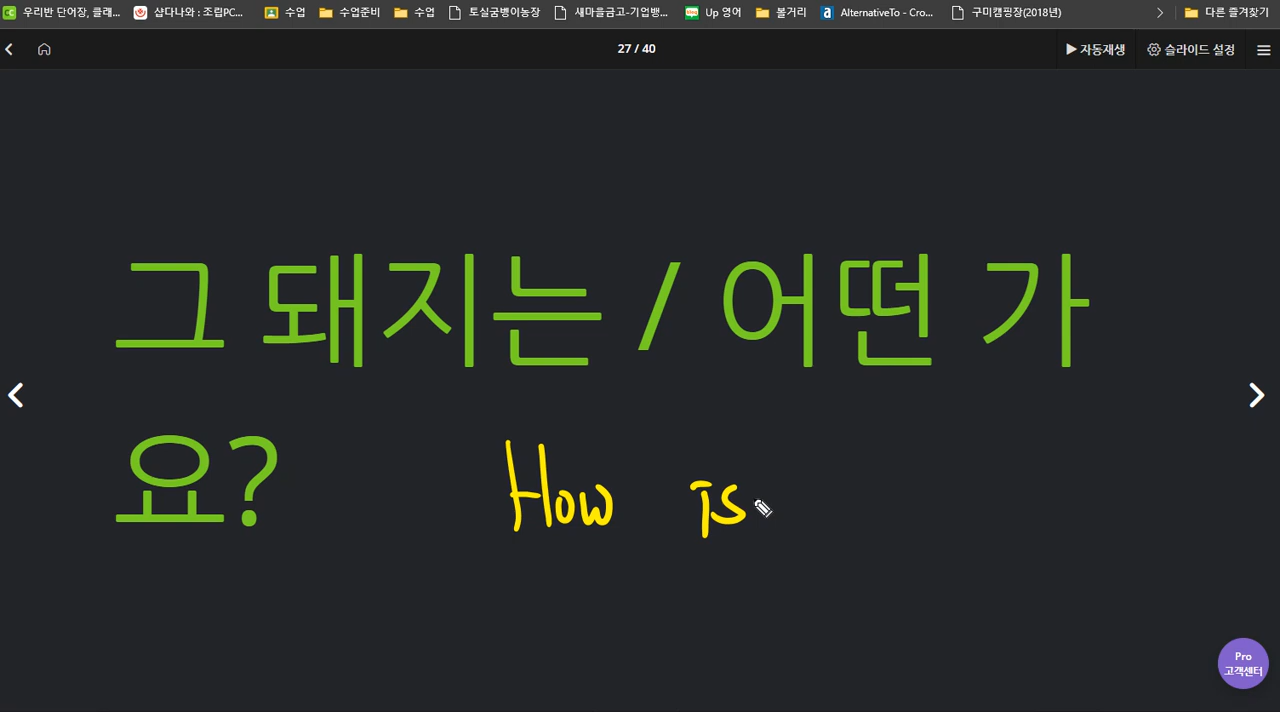 우리반 단어장, 클래... 샵다나와 : 조립PC... 수업 수업준비 수업 토실굼벵이농장 새마을금고-기업뱅... Up 영어 볼거리 AlternativeTo - Cro... 구미캠핑장(2018년) 다른 즐겨찾기
27 / 40 자동재생 슬라이드 설정
그 돼지는 / 어떤 가
요?
How is
Pro
고객센터